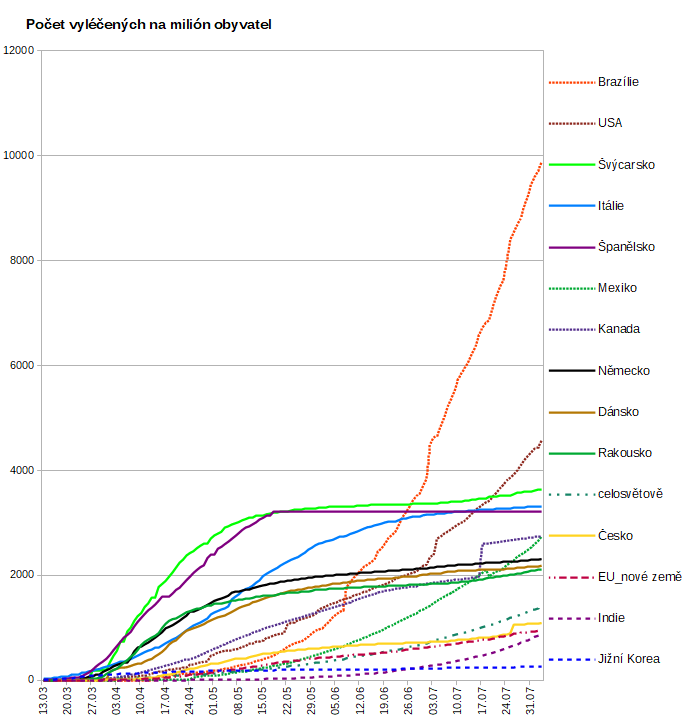 Počet vyléčených na milión obyvatel
12000
10000
8000
6000
4000
2000
0
Brazílie
USA
Švýcarsko
Itálie
Španělsko
Mexiko
Kanada
Německo
Dánsko
Rakousko
celosvětově
Česko
EU_nové země
Indie
Jižní Korea
13.03
20.03
27.03
03.04
10.04
17.04
24.04
01.05
08.05
15.05
22.05
29.05
05.06
12.06
19.06
26.06
03.07
10.07
17.07
24.07
31.07